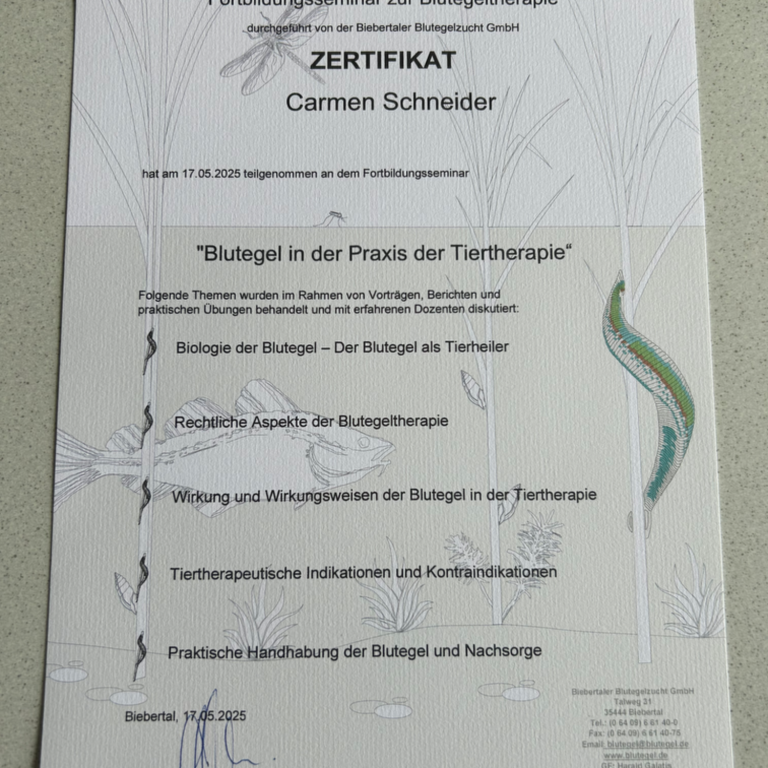 Fortbildungsseminar zur Blutegeltherapie
durchgeführt von der Biebertaler Blutegelzucht GmbH
ZERTIFIKAT
Carmen Schneider
hat am 17.05.2025 teilgenommen an dem Fortbildungsseminar
"Blutegel in der Praxis der Tiertherapie“
Folgende Themen wurden im Rahmen von Vorträgen, Berichten und
praktischen Übungen behandelt und mit erfahrenen Dozenten diskutiert:
Biologie der Blutegel – Der Blutegel als Tierheiler
Rechtliche Aspekte der Blutegeltherapie
Wirkung und Wirkungsweisen der Blutegel in der Tiertherapie
Tiertherapeutische Indikationen und Kontraindikationen
Praktische Handhabung der Blutegel und Nachsorge
Biebertal, 17.05.2025
Biebertaler Blutegelzucht GmbH
Talweg 31
35444 Biebertal
Tel.: (0 64 09) 6 61 40-0
Fax: (0 64 09) 6 61 40-75
Email: blutegel@blutegel.de
www.blutegel.de
GF: Harald Galatis